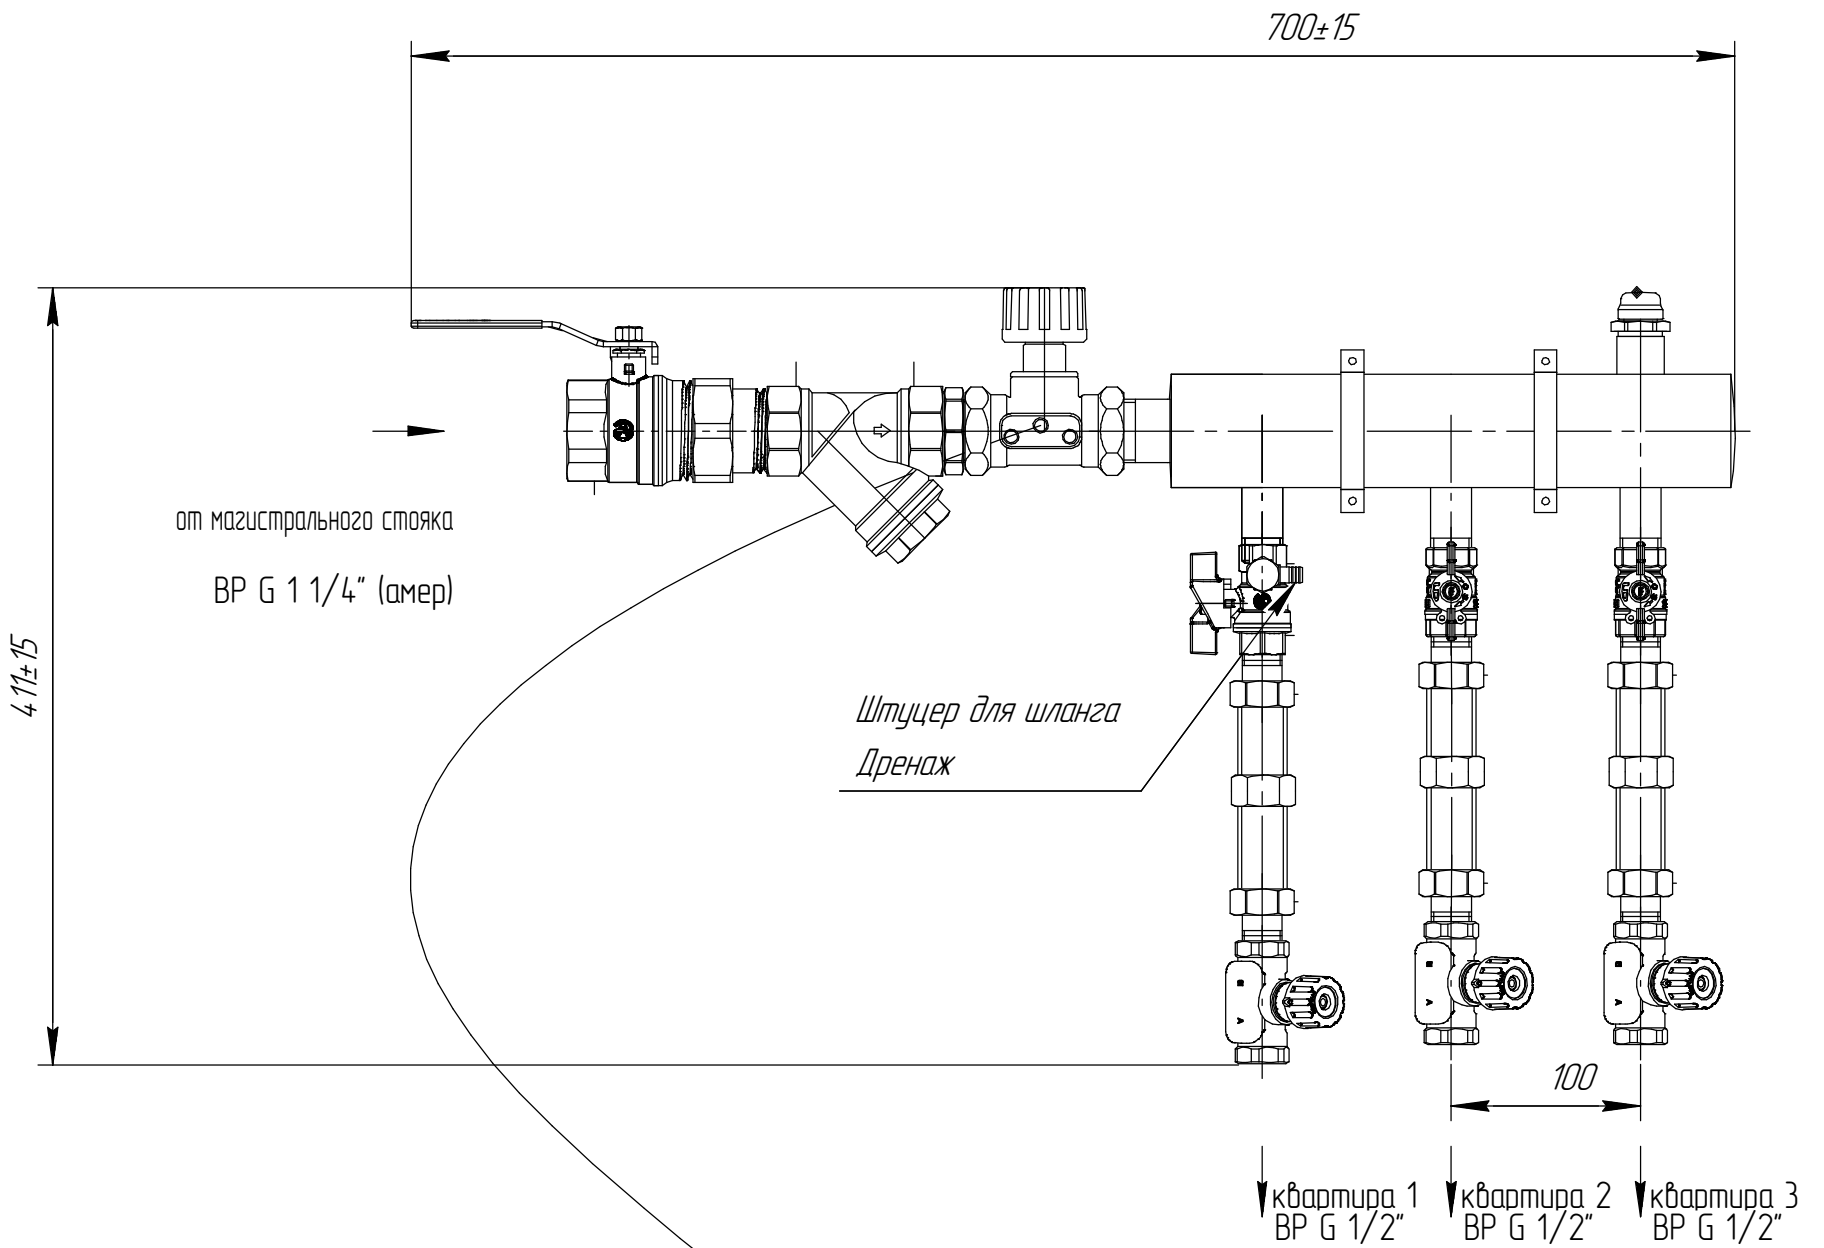 700±15
от магистрального стояка
ВР G 1 1/4" (амер)
411±15
Штуцер для шланга
Дренаж
100
квартира 1
ВР G 1/2"
квартира 2
ВР G 1/2"
квартира 3
ВР G 1/2"